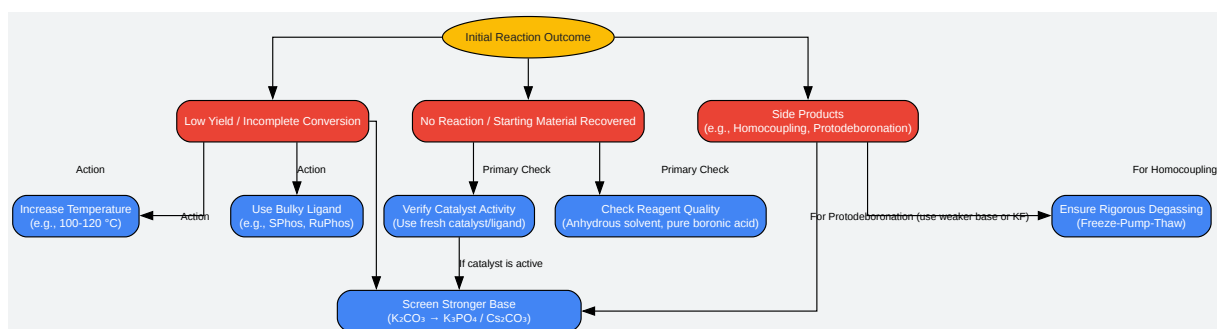 Initial Reaction Outcome
Low Yield / Incomplete Conversion
No Reaction / Starting Material Recovered
Side Products
(e.g., Homocoupling, Protodeboronation)
Action
Action
Primary Check
Primary Check
For Homocoupling
Increase Temperature
(e.g., 100-120 °C)
Action
Use Bulky Ligand
(e.g., SPhos, RuPhos)
Verify Catalyst Activity
(Use fresh catalyst/ligand)
Check Reagent Quality
(Anhydrous solvent, pure boronic acid)
For Protodeboronation (use weaker base or KF)
Ensure Rigorous Degassing
(Freeze-Pump-Thaw)
If catalyst is active
Screen Stronger Base
(K₂CO₃ → K₃PO₄ / Cs₂CO₃)